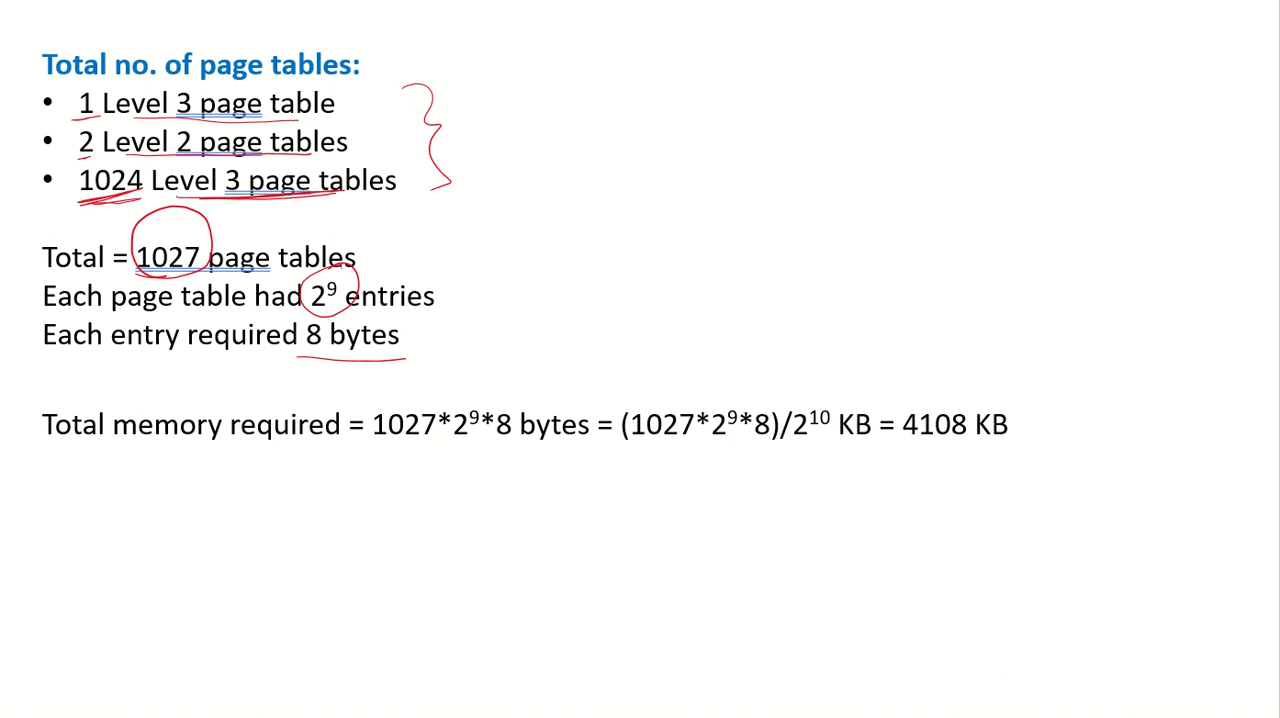 Total no. of page tables:
• 1 Level 3 page table
• 2 Level 2 page tables
• 1024 Level 3 page tables
Total = 1027 page tables
Each page table had 2⁹ entries
Each entry required 8 bytes
Total memory required = 1027*2⁹*8 bytes = (1027*2⁹*8)/2¹⁰ KB = 4108 KB